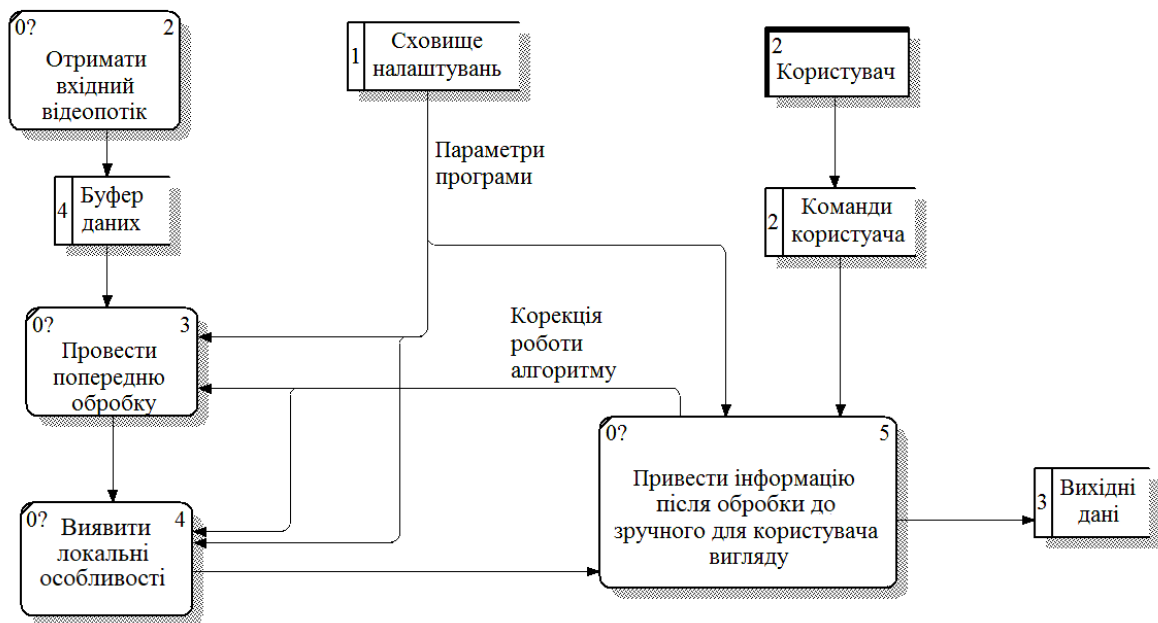 0? 2
Отримати
вхідний
відеопотік
1
Сховище
налаштувань
2
Користувач
Параметри
програми
4
Буфер
даних
2
Команди
користуача
0? 3
Провести
попередню
обробку
Корекція
роботи
алгоритму
0? 5
Привести інформацію
після обробки до
зручного для користувача
вигляду
3
Вихідні
дані
0? 4
Виявити
локальні
особливості